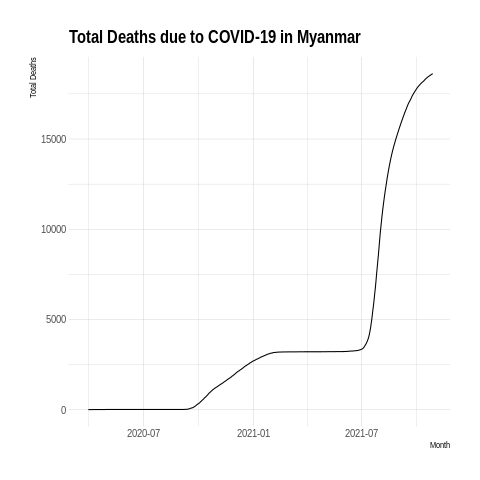 Total Deaths due to COVID-19 in Myanmar
Total Deaths
15000
10000
5000
0
2020-07 2021-01 2021-07
Month